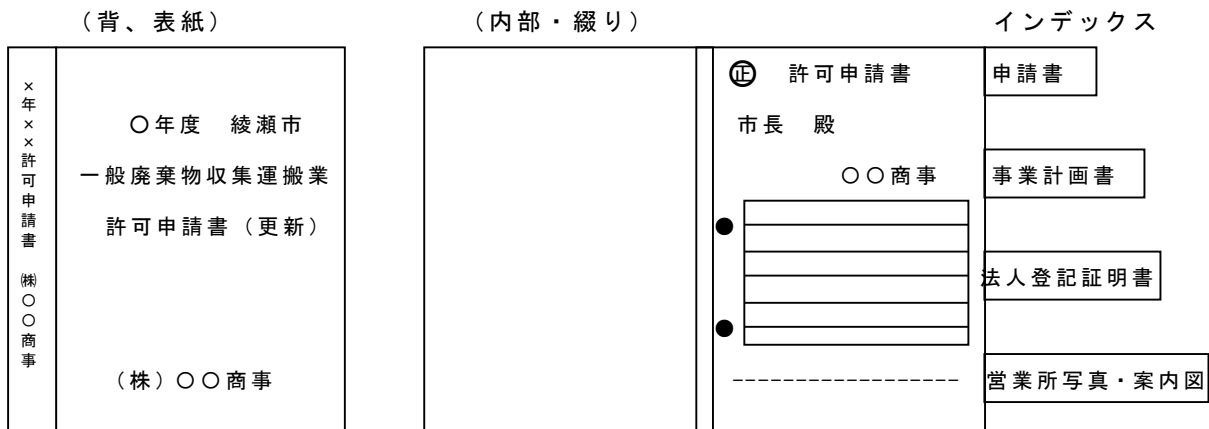 （背、表紙）
×年××許可申請書　㈱〇〇商事
〇年度　綾瀬市
一般廃棄物収集運搬業
許可申請書（更新）
（株）〇〇商事
（内部・綴り）
㊣　許可申請書
市長　殿
〇〇商事
------------------
インデックス
申請書
事業計画書
法人登記証明書
営業所写真・案内図